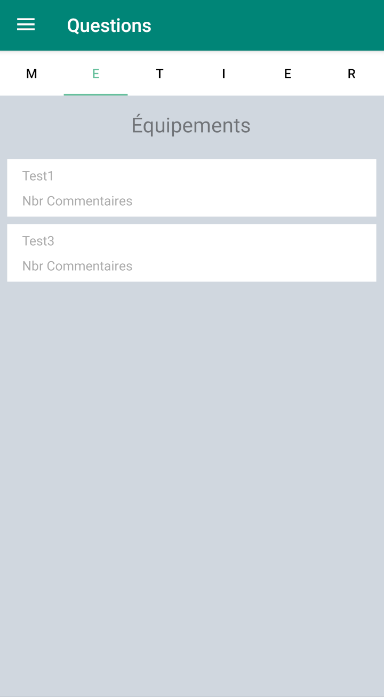 Questions
M E T I E R
Équipements
Test1
Nbr Commentaires
Test3
Nbr Commentaires